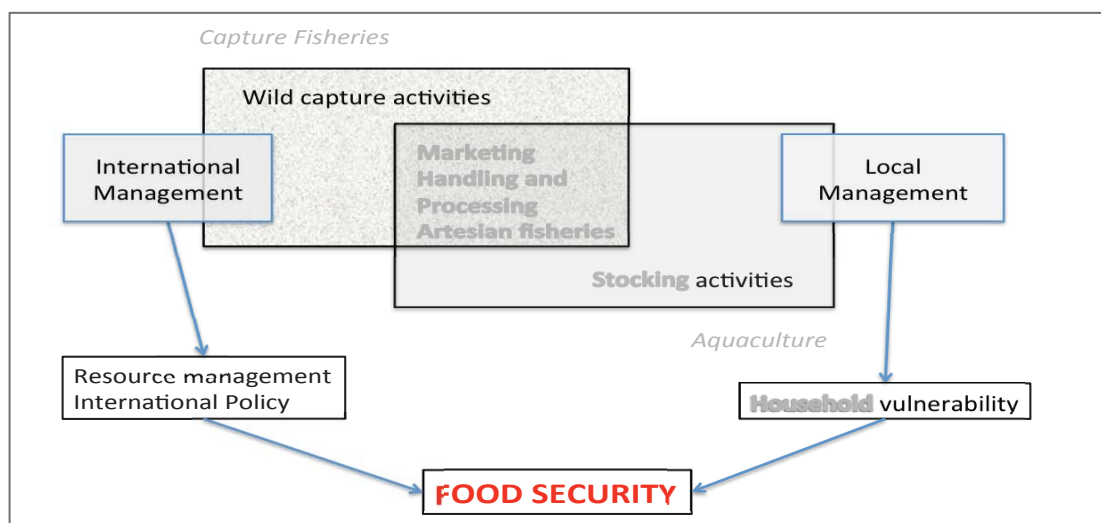 Capture Fisheries
Wild capture activities
International
Management
Marketing
Handling and
Processing
Artesian fisheries
Local
Management
Stocking activities
Aquaculture
Resource management
International Policy
Household vulnerability
FOOD SECURITY